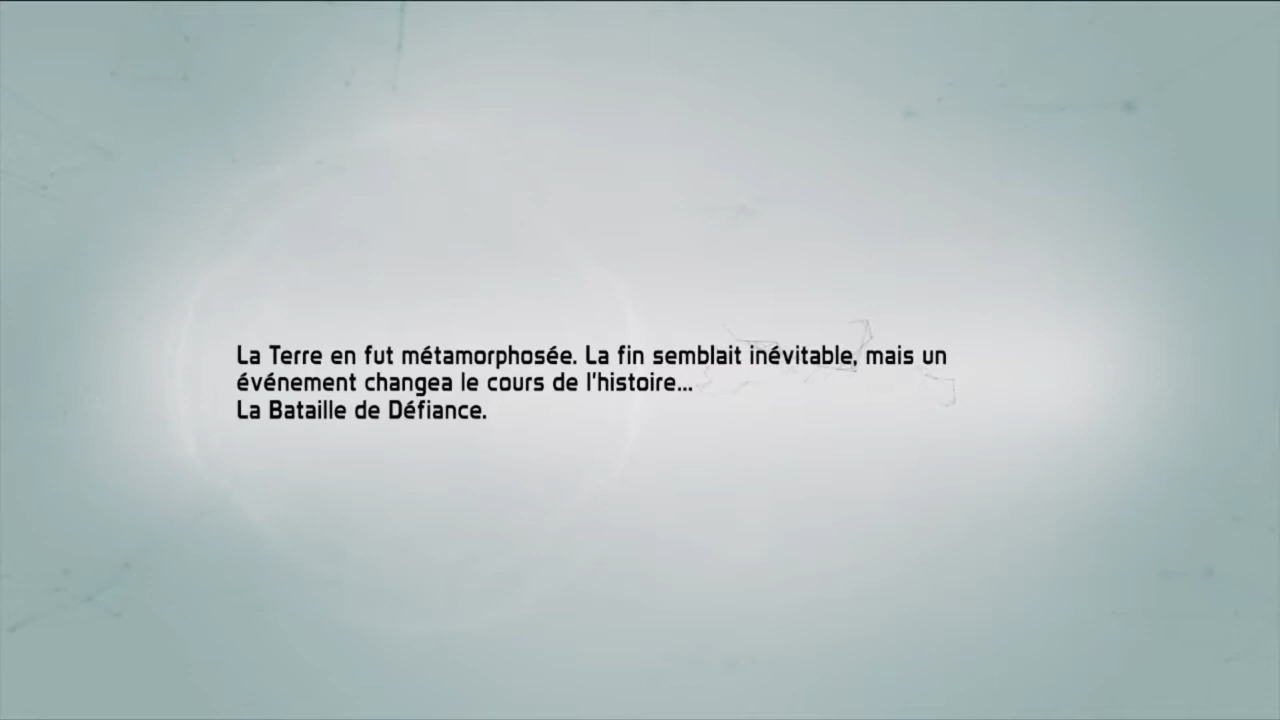 La Terre en fut métamorphosée. La fin semblait inévitable, mais un
événement changea le cours de l'histoire...
La Bataille de Défiance.